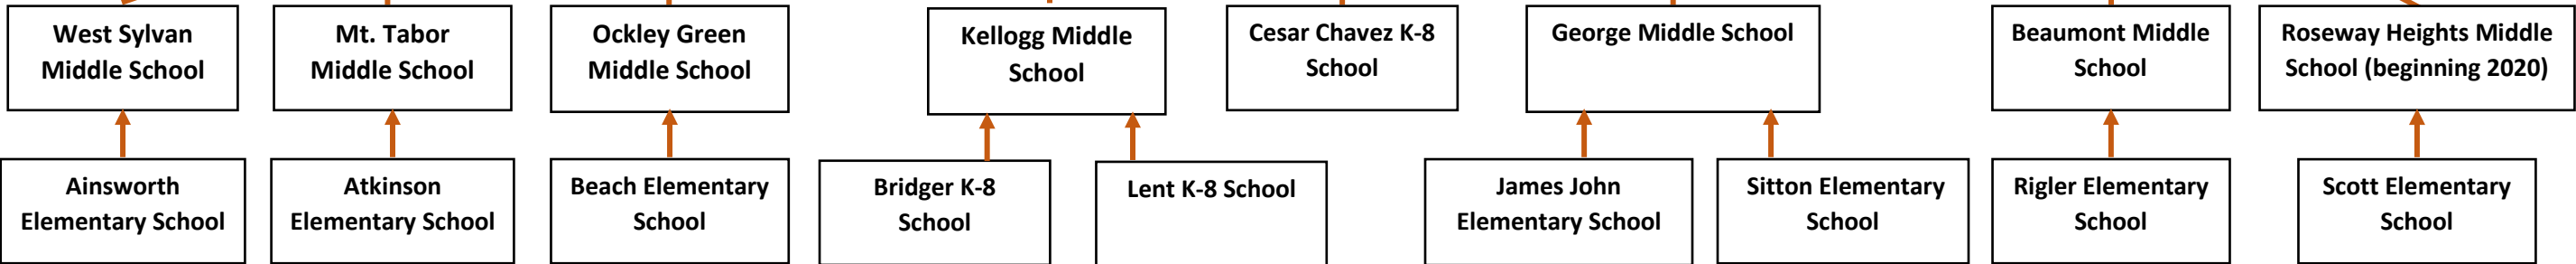 West Sylvan
Middle School
Mt. Tabor
Middle School
Ockley Green
Middle School
Kellogg Middle
School
Cesar Chavez K-8
School
George Middle School
Beaumont Middle
School
Roseway Heights Middle
School (beginning 2020)
Ainsworth
Elementary School
Atkinson
Elementary School
Beach Elementary
School
Bridger K-8
School
Lent K-8 School
James John
Elementary School
Sitton Elementary
School
Rigler Elementary
School
Scott Elementary
School